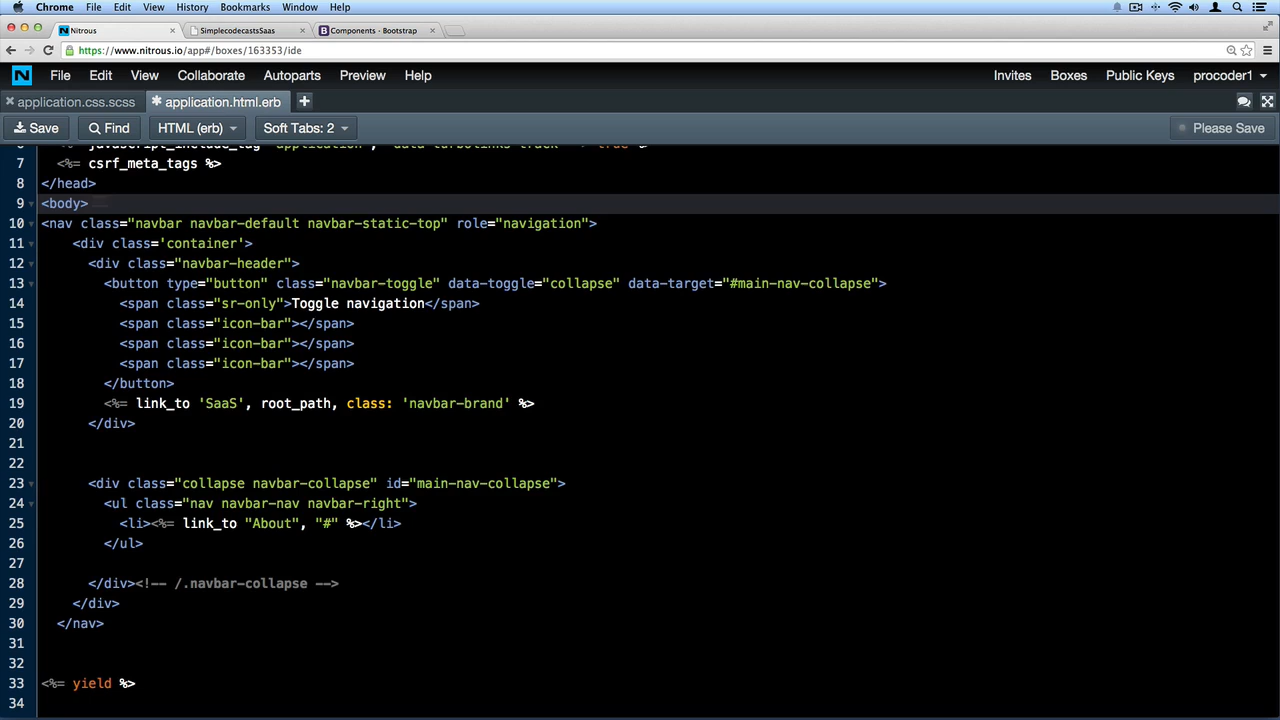 Chrome File Edit View History Bookmarks Window Help
Nitrous SimplecodecastsSaas Components · Bootstrap
https://www.nitrous.io/app#/boxes/163353/ide
N File Edit View Collaborate Autoparts Preview Help Invites Boxes Public Keys procoder1
application.css.scss application.html.erb
Save Find HTML (erb) Soft Tabs: 2 Please Save
7 <%= csrf_meta_tags %>
8 </head>
9 <body>
10 <nav class="navbar navbar-default navbar-static-top" role="navigation">
11 <div class='container'>
12 <div class="navbar-header">
13 <button type="button" class="navbar-toggle" data-toggle="collapse" data-target="#main-nav-collapse">
14 <span class="sr-only">Toggle navigation</span>
15 <span class="icon-bar"></span>
16 <span class="icon-bar"></span>
17 <span class="icon-bar"></span>
18 </button>
19 <%= link_to 'SaaS', root_path, class: 'navbar-brand' %>
20 </div>
21
22
23 <div class="collapse navbar-collapse" id="main-nav-collapse">
24 <ul class="nav navbar-nav navbar-right">
25 <li><%= link_to "About", "#" %></li>
26 </ul>
27
28 </div><!-- /.navbar-collapse -->
29 </div>
30 </nav>
31
32
33 <%= yield %>
34